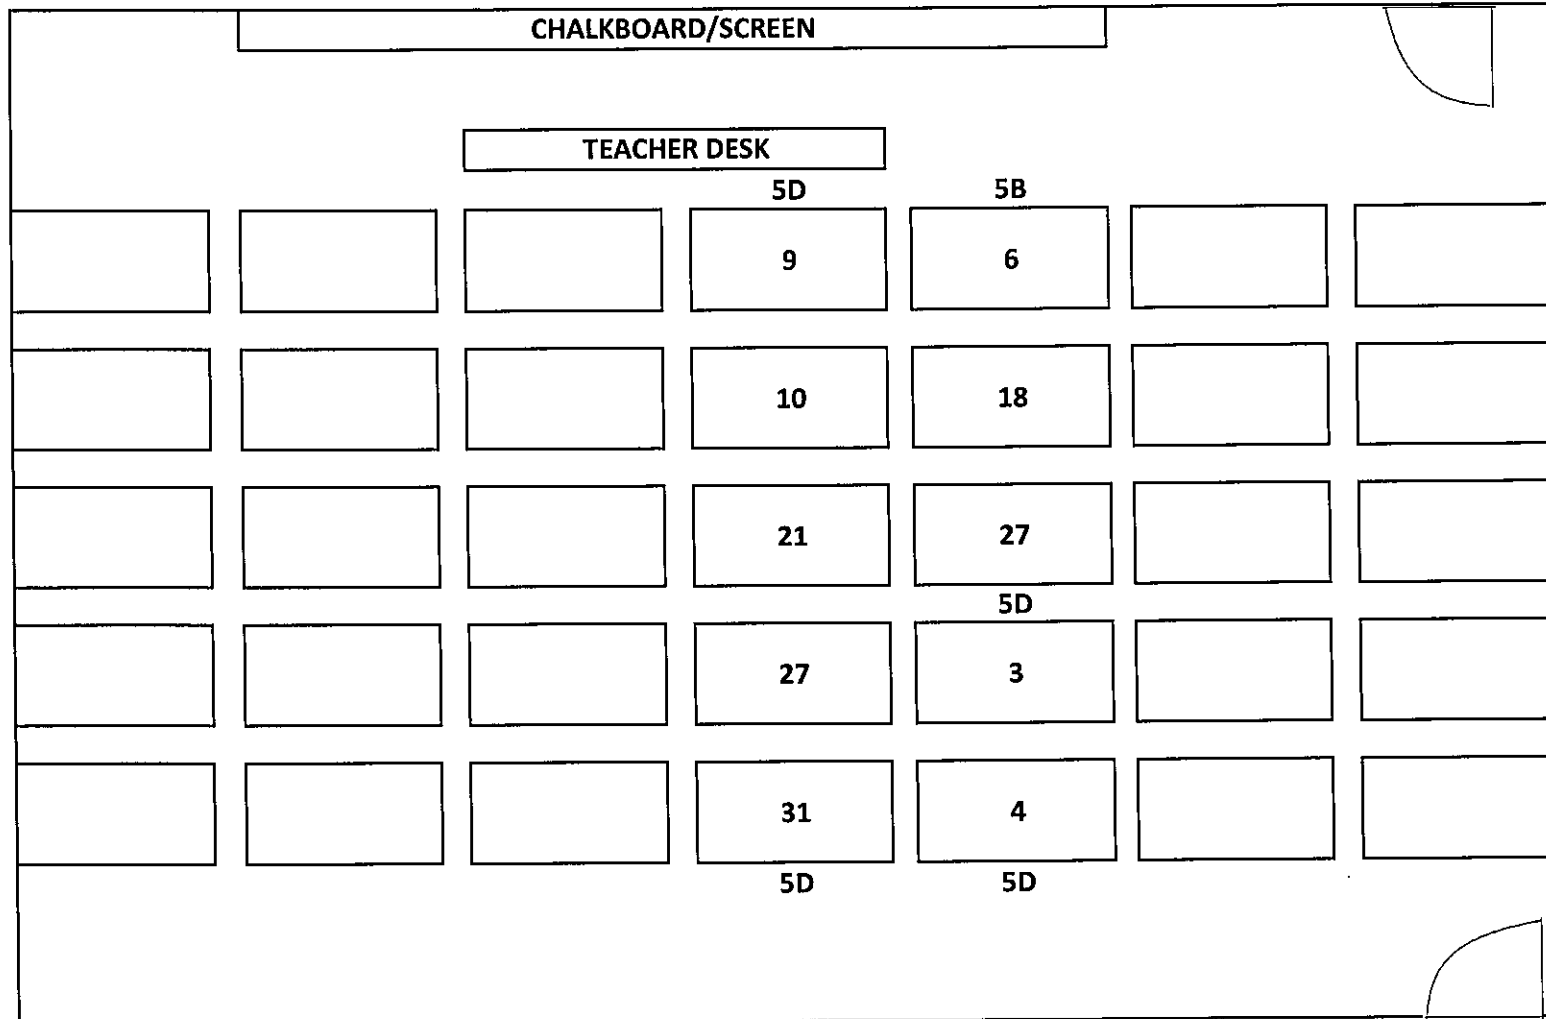 CHALKBOARD/SCREEN
TEACHER DESK
5D 5B
9 6
10 18
21 27
5D
27 3
31 4
5D 5D